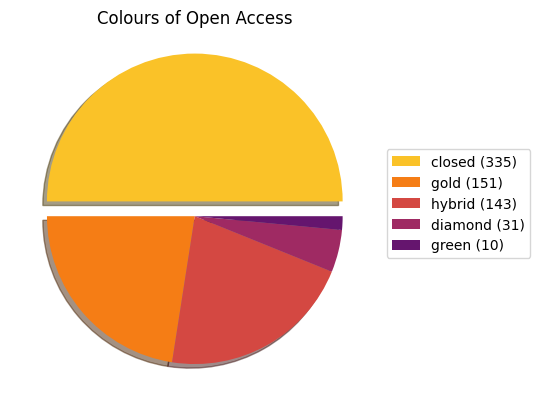 Colours of Open Access
closed (335)
gold (151)
hybrid (143)
diamond (31)
green (10)